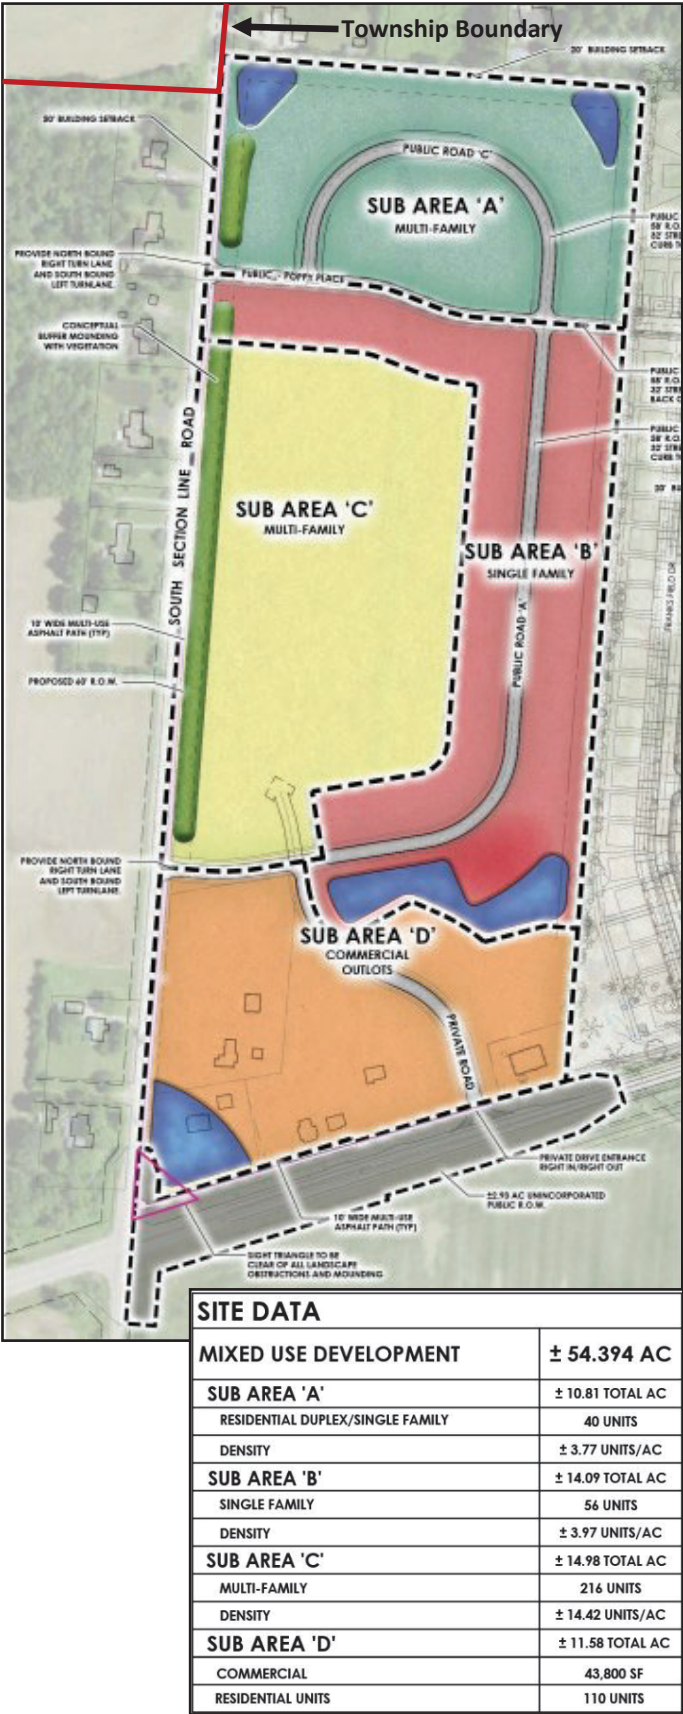 Township Boundary
20' BUILDING SETBACK
50' BUILDING SETBACK
PUBLIC ROAD 'C'
SUB AREA 'A'
MULTI-FAMILY
PUBLIC
PROVIDE NORTH BOUND
RIGHT TURN LANE
AND SOUTH BOUND
LEFT TURNLANE.
PUBLIC - POPPY PLACE
CONCEPTUAL
BUFFER MOUNDING
WITH VEGETATION
PUBLIC
PUBLIC
SOUTH SECTION LINE ROAD
SUB AREA 'C'
MULTI-FAMILY
SUB AREA 'B'
SINGLE FAMILY
PUBLIC ROAD 'A'
10' WIDE MULTI-USE
ASPHALT PATH (TYP)
PROPOSED 60' R.O.W.
PROVIDE NORTH BOUND
RIGHT TURN LANE
AND SOUTH BOUND
LEFT TURNLANE.
SUB AREA 'D'
COMMERCIAL
OUTLOTS
PRIVATE ROAD
PRIVATE DRIVE ENTRANCE
RIGHT IN/RIGHT OUT
±2.93 AC UNINCORPORATED
PUBLIC R.O.W.
10' WIDE MULTI-USE
ASPHALT PATH (TYP)
SIGHT TRIANGLE TO BE
CLEAR OF ALL LANDSCAPE
OBSTRUCTIONS AND MOUNDING
SITE DATA
MIXED USE DEVELOPMENT ± 54.394 AC
SUB AREA 'A' ± 10.81 TOTAL AC
RESIDENTIAL DUPLEX/SINGLE FAMILY 40 UNITS
DENSITY ± 3.77 UNITS/AC
SUB AREA 'B' ± 14.09 TOTAL AC
SINGLE FAMILY 56 UNITS
DENSITY ± 3.97 UNITS/AC
SUB AREA 'C' ± 14.98 TOTAL AC
MULTI-FAMILY 216 UNITS
DENSITY ± 14.42 UNITS/AC
SUB AREA 'D' ± 11.58 TOTAL AC
COMMERCIAL 43,800 SF
RESIDENTIAL UNITS 110 UNITS